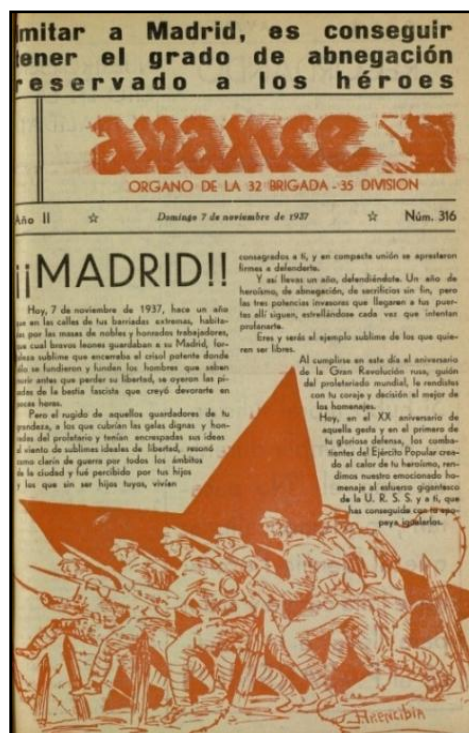 Imitar a Madrid, es conseguir
tener el grado de abnegación
reservado a los héroes
avance
ORGANO DE LA 32 BRIGADA - 35 DIVISION
Año II
Domingo 7 de noviembre de 1937
Núm. 316
¡¡MADRID!!
Hoy, 7 de noviembre de 1937, hace un año
que en las calles de tus barriadas extremas, habita-
das por las masas de nobles y honrados trabajadores,
que cual bravos leones guardaban a su Madrid, for-
taleza sublime que encerraba el crisol potente donde
sólo se fundieron y funden los hombres que saben
morir antes que perder su libertad, se oyeron las pi-
sadas de la bestia fascista que creyó devorarte en
pocas horas.
Pero el rugido de aquellos guardadores de tu
grandeza, a los que cubrían las galas dignas y hon-
radas del proletario y tenían encrespadas sus ideas
al viento de sublimes ideales de libertad, resonó
como clarín de guerra por todos los ámbitos
de la ciudad y fué percibido por tus hijos
y los que sin ser hijos tuyos, vivían
consagrados a ti, y en compacta unión se aprestaron
firmes a defenderte.
Y así llevas un año, defendiéndote. Un año de
heroísmo, de abnegación, de sacrificios sin fin, pero
las tres potencias invasoras que llegaron a tus puer-
tas allí siguen, estrellándose cada vez que intentan
profanarte.
Eres y serás el ejemplo sublime de los que quie-
ren ser libres.
Al cumplirse en este día el aniversario
de la Gran Revolución rusa, guión
del proletariado mundial, le rendistes
con tu coraje y decisión el mejor de
los homenajes.
Hoy, en el XX aniversario de
aquella gesta y en el primero de
tu gloriosa defensa, los comba-
tientes del Ejército Popular crea-
do al calor de tu heroísmo, ren-
dimos nuestro emocionado ho-
menaje al esfuerzo gigantesco
de la U. R. S. S. y a ti, que
has conseguido con tu epo-
peya igualarlos.
ARENCIBIA